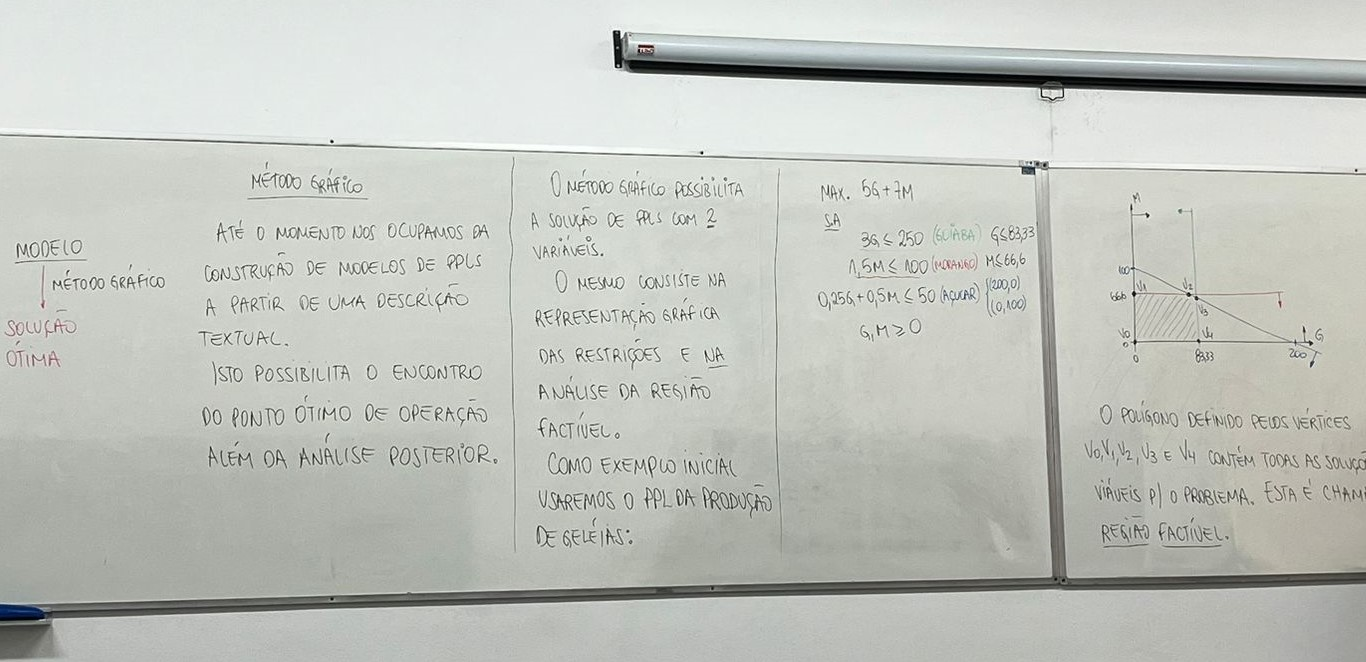 MODELO
MÉTODO GRÁFICO
SOLUÇÃO
ÓTIMA
MÉTODO GRÁFICO
ATÉ O MOMENTO NOS OCUPAMOS DA
CONSTRUÇÃO DE MODELOS DE PPLS
A PARTIR DE UMA DESCRIÇÃO
TEXTUAL.
ISTO POSSIBILITA O ENCONTRO
DO PONTO ÓTIMO DE OPERAÇÃO
ALÉM DA ANÁLISE POSTERIOR.
O MÉTODO GRÁFICO POSSIBILITA
A SOLUÇÃO DE PPLS COM 2
VARIÁVEIS.
O MESMO CONSISTE NA
REPRESENTAÇÃO GRÁFICA
DAS RESTRIÇÕES E NA
ANÁLISE DA REGIÃO
FACTÍVEL.
COMO EXEMPLO INICIAL
USAREMOS O PPL DA PRODUÇÃO
DE GELÉIAS:
MAX. 5G + 7M
SA
3G ≤ 250 (GOIABA) G ≤ 83,33
1,5M ≤ 100 (MORANGO) M ≤ 66,6
0,25G + 0,5M ≤ 50 (AÇUCAR) {(200,0)
(0,100)
G, M ≥ 0
M
100
V1 V2
66,6
V3
V0 V4 G
0
0 83,33 200
O POLÍGONO DEFINIDO PELOS VÉRTICES
V0, V1, V2, V3 E V4 CONTÉM TODAS AS SOLUÇÕ
VIÁVEIS P/ O PROBLEMA. ESTA É CHAM
REGIÃO FACTÍVEL.